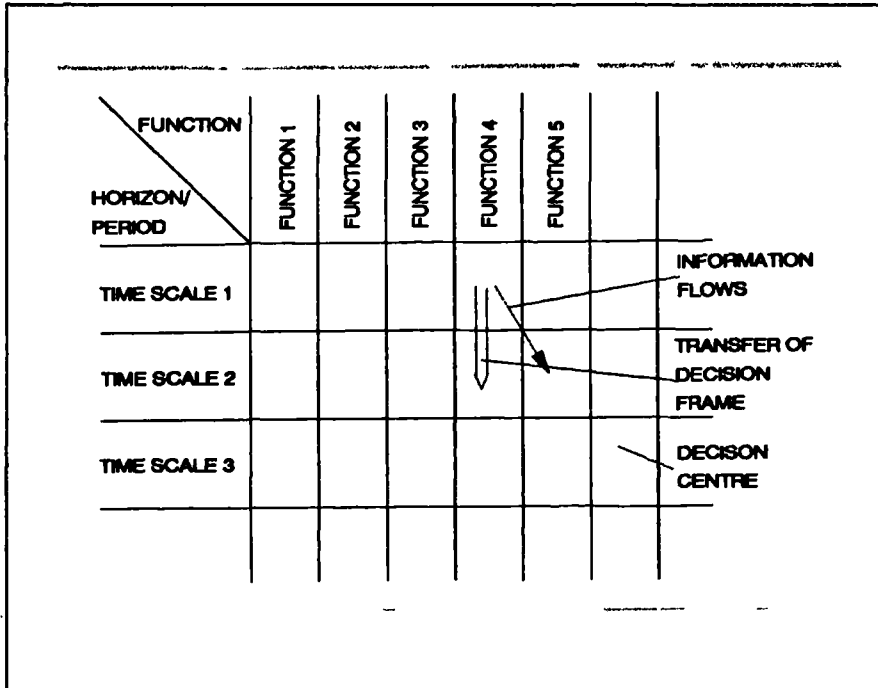 FUNCTION
HORIZON/
PERIOD
FUNCTION 1
FUNCTION 2
FUNCTION 3
FUNCTION 4
FUNCTION 5
TIME SCALE 1
TIME SCALE 2
TIME SCALE 3
INFORMATION
FLOWS
TRANSFER OF
DECISION
FRAME
DECISON
CENTRE